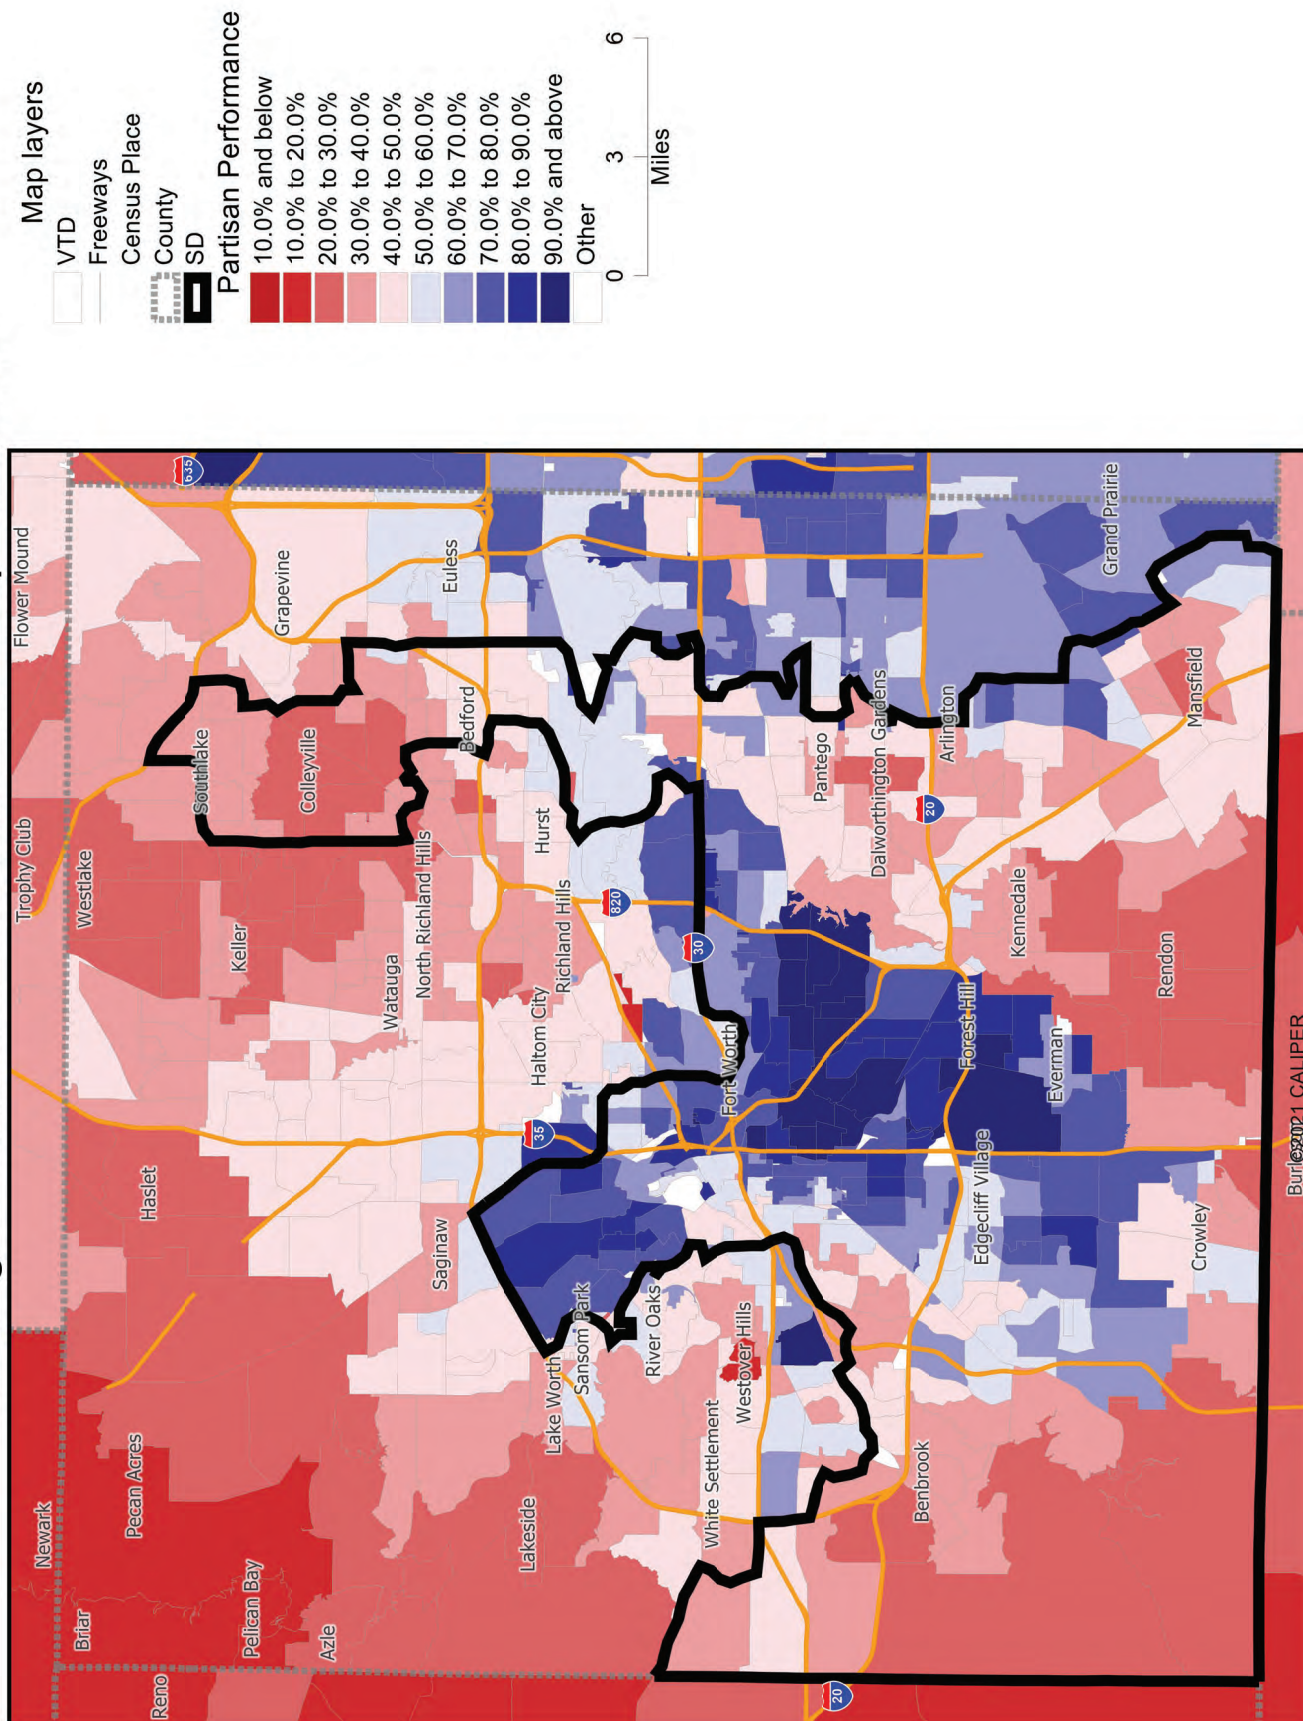 Map layers
VTD
Freeways
Census Place
County
SD
Partisan Performance
10.0% and below
10.0% to 20.0%
20.0% to 30.0%
30.0% to 40.0%
40.0% to 50.0%
50.0% to 60.0%
60.0% to 70.0%
70.0% to 80.0%
80.0% to 90.0%
90.0% and above
Other
0 3 6
Miles
Newark
Trophy Club
Flower Mound
Briar
Pecan Acres
Haslet
Westlake
Reno
Pelican Bay
Keller
Southlake
635
Azle
Colleyville
Grapevine
Watauga
Saginaw
North Richland Hills
Bedford
Euless
Lakeside
Lake Worth
35
Haltom City
Hurst
Sansom Park
Richland Hills
820
River Oaks
White Settlement
30
Westover Hills
Fort Worth
Pantego
20
Dalworthington Gardens
Benbrook
20
Arlington
Edgecliff Village
Forest Hill
Kennedale
Everman
Grand Prairie
Rendon
Mansfield
Crowley
©2021 CALIPER